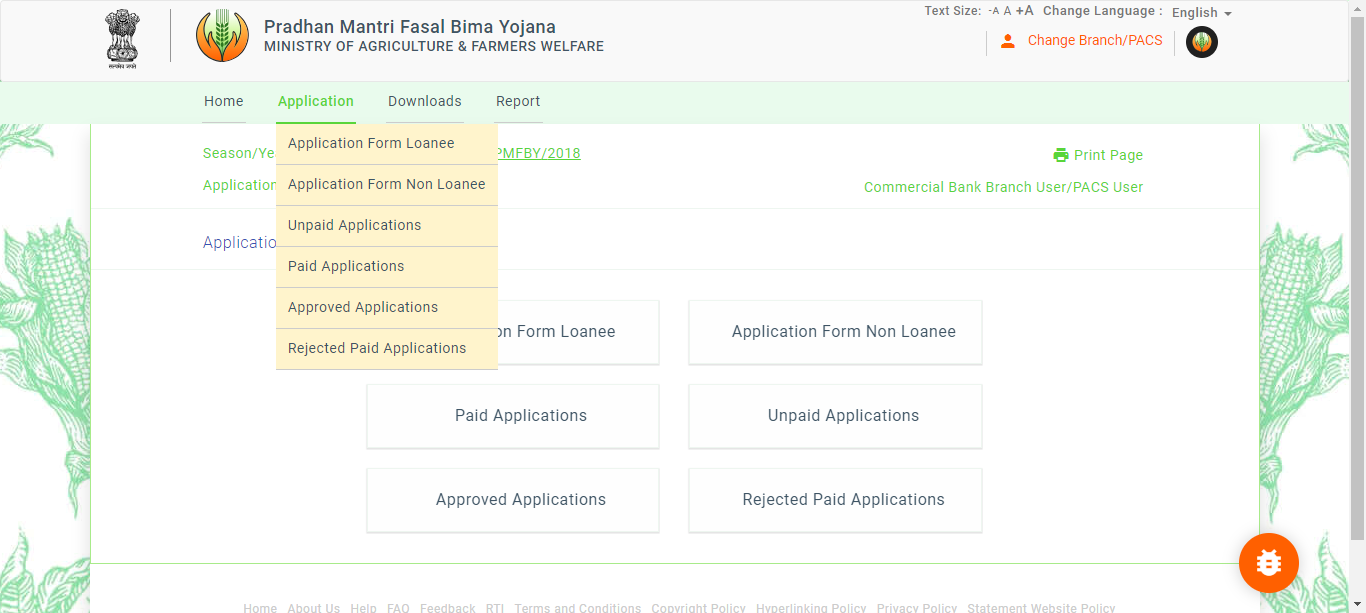 Text Size: -A A +A Change Language : English
Pradhan Mantri Fasal Bima Yojana
MINISTRY OF AGRICULTURE & FARMERS WELFARE
Change Branch/PACS
सत्यमेव जयते
Home Application Downloads Report
Application Form Loanee
Season/Ye PMFBY/2018
Print Page
Application Form Non Loanee
Application
Commercial Bank Branch User/PACS User
Unpaid Applications
Applicatio
Paid Applications
Approved Applications
Rejected Paid Applications
on Form Loanee
Application Form Non Loanee
Paid Applications
Unpaid Applications
Approved Applications
Rejected Paid Applications
Home About Us Help FAQ Feedback RTI Terms and Conditions Copyright Policy Hyperlinking Policy Privacy Policy Statement Website Policy